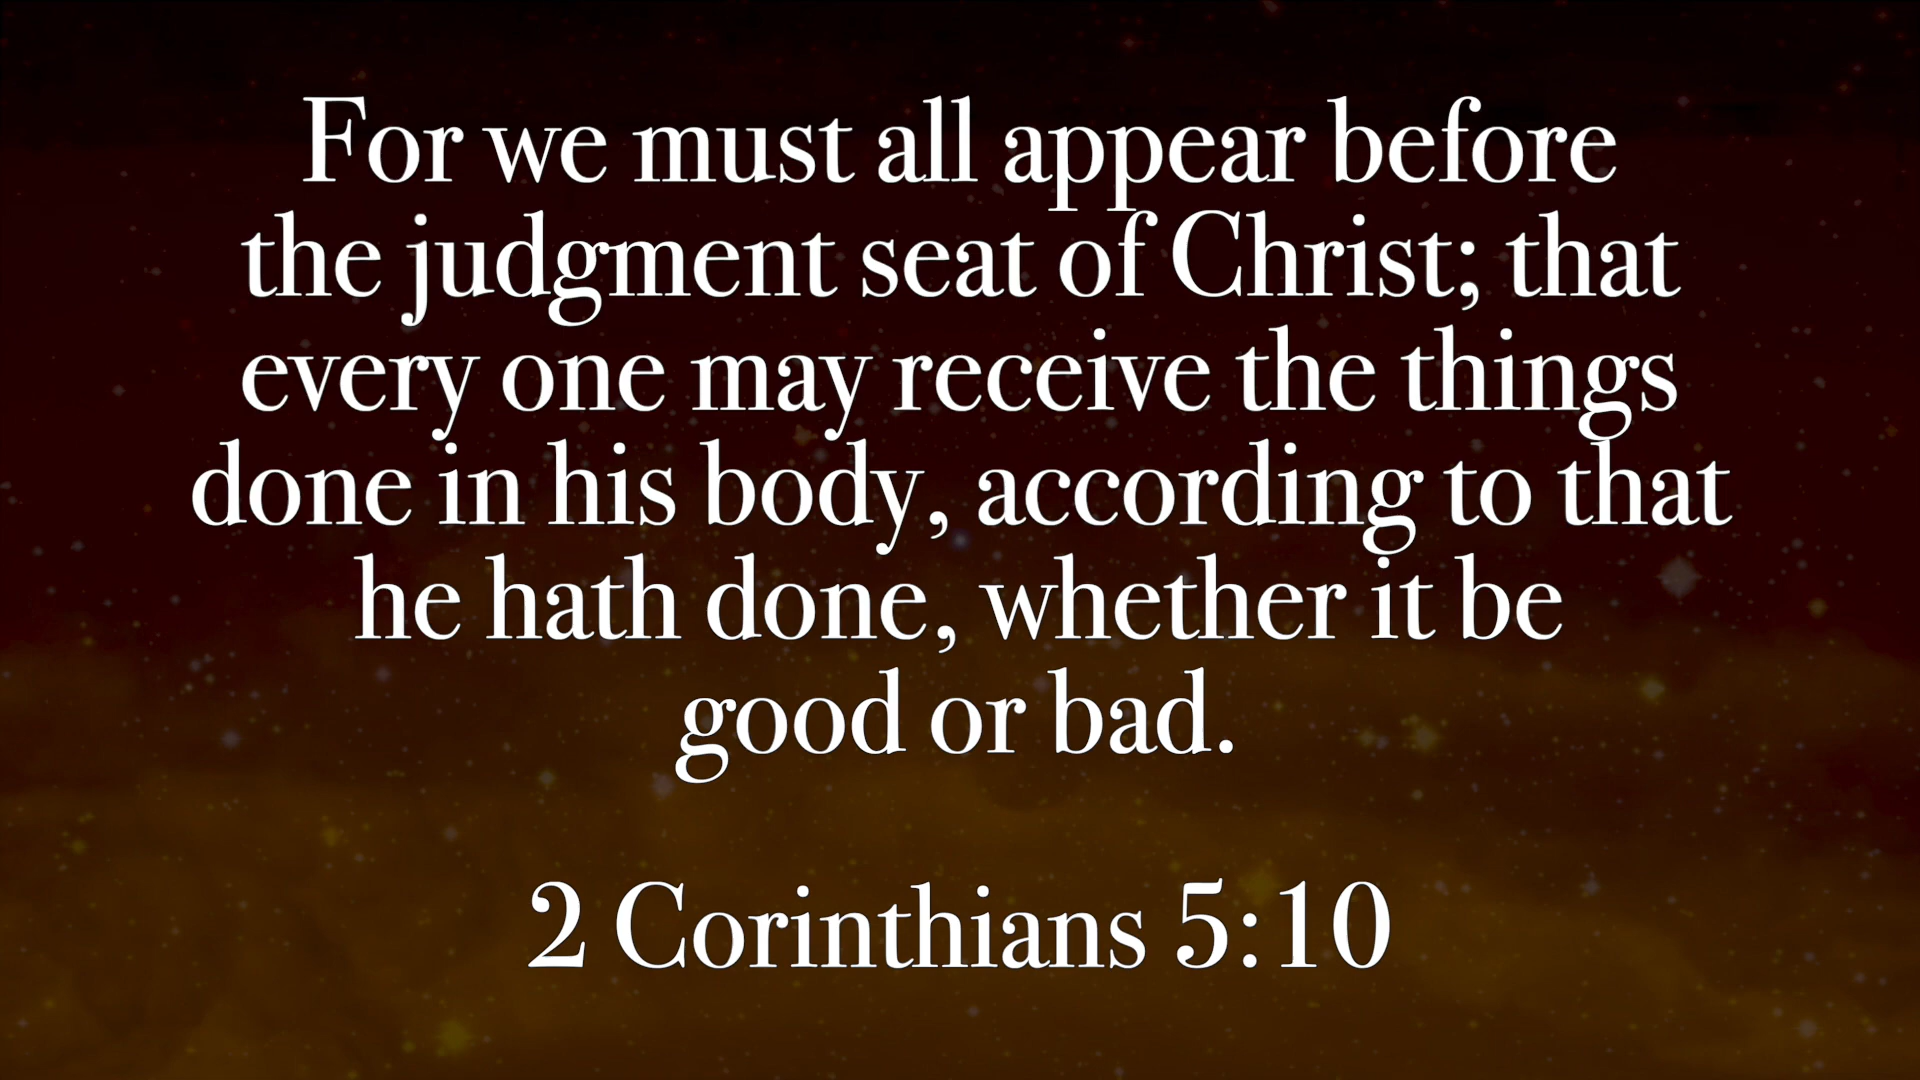 For we must all appear before
the judgment seat of Christ; that
every one may receive the things
done in his body, according to that
he hath done, whether it be
good or bad.
2 Corinthians 5:10